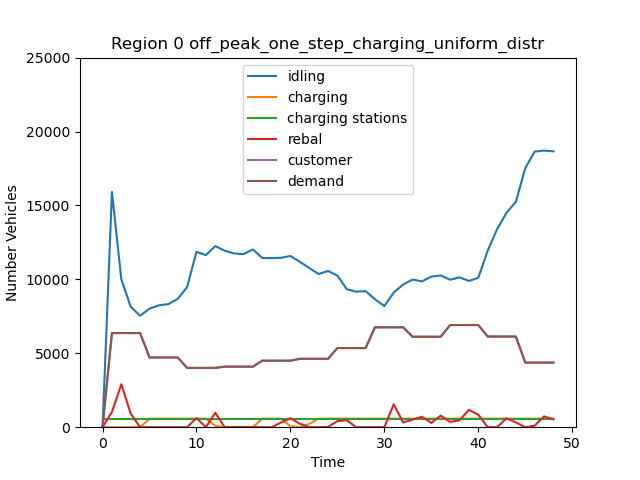 Region 0 off_peak_one_step_charging_uniform_distr
25000
20000
15000
10000
5000
0
Number Vehicles
idling
charging
charging stations
rebal
customer
demand
0 10 20 30 40 50
Time